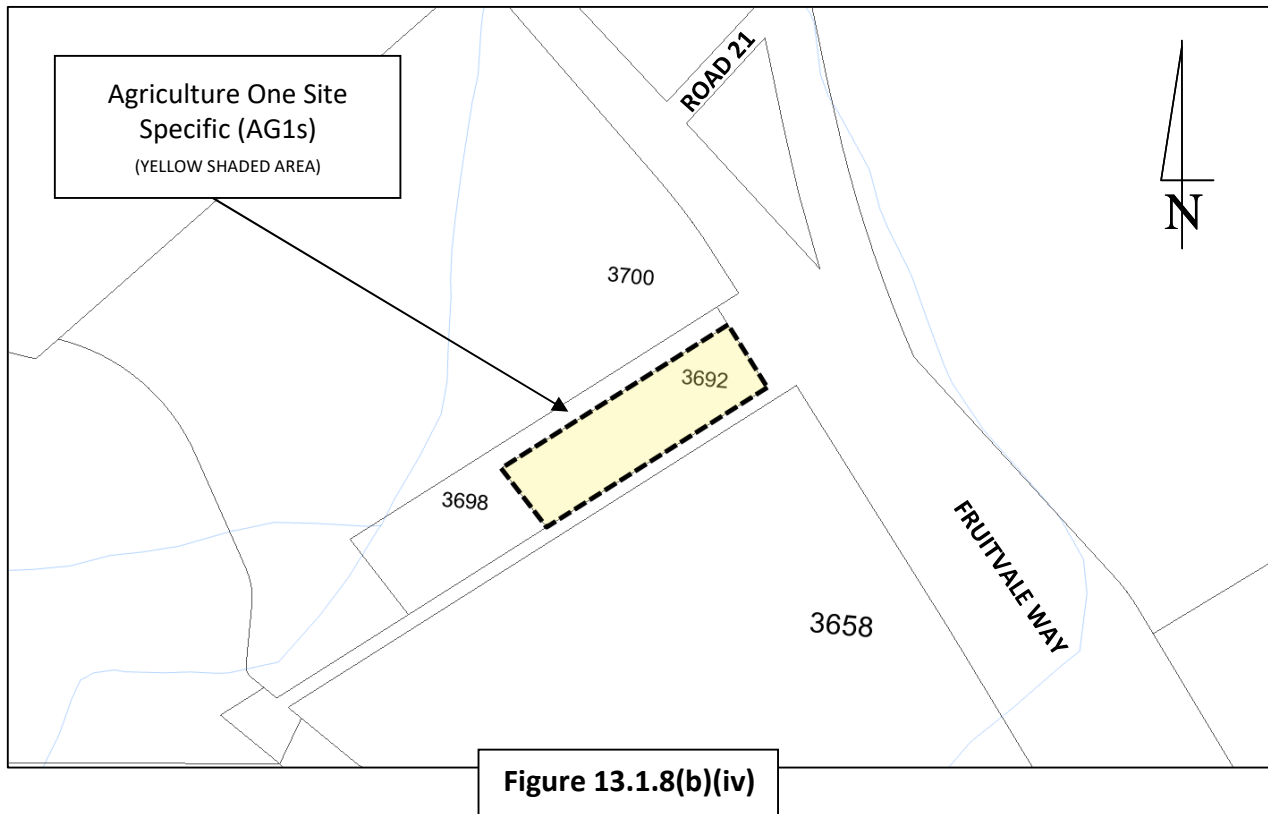 Agriculture One Site
Specific (AG1s)
(YELLOW SHADED AREA)
ROAD 21
N
3700
3692
3698
FRUITVALE WAY
3658
Figure 13.1.8(b)(iv)